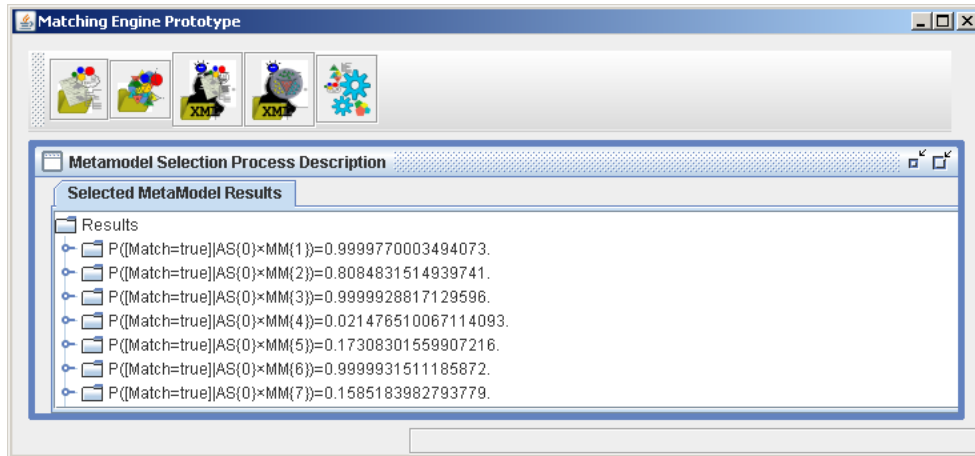 Matching Engine Prototype
XML XML
Metamodel Selection Process Description
Selected MetaModel Results
Results
P([Match=true]|AS{0}×MM{1})=0.9999770003494073.
P([Match=true]|AS{0}×MM{2})=0.8084831514939741.
P([Match=true]|AS{0}×MM{3})=0.9999928817129596.
P([Match=true]|AS{0}×MM{4})=0.021476510067114093.
P([Match=true]|AS{0}×MM{5})=0.17308301559907216.
P([Match=true]|AS{0}×MM{6})=0.9999931511185872.
P([Match=true]|AS{0}×MM{7})=0.1585183982793779.